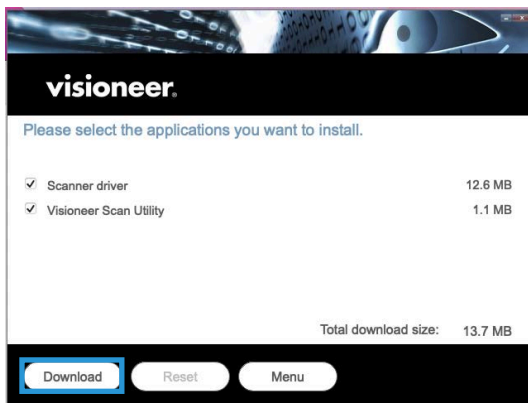 visioneer.
Please select the applications you want to install.
Scanner driver 12.6 MB
Visioneer Scan Utility 1.1 MB
Total download size: 13.7 MB
Download Reset Menu